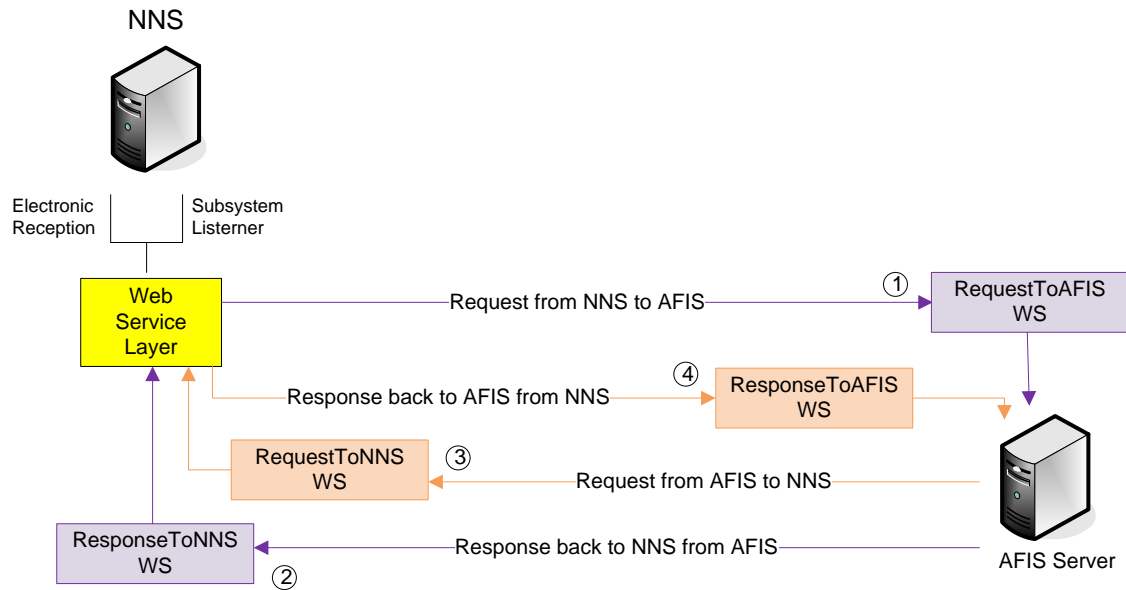 NNS
Electronic
Reception
Subsystem
Listerner
Web
Service
Layer
Request from NNS to AFIS
1
RequestToAFIS
WS
Response back to AFIS from NNS
4
ResponseToAFIS
WS
RequestToNNS
WS
3
Request from AFIS to NNS
ResponseToNNS
WS
2
Response back to NNS from AFIS
AFIS Server